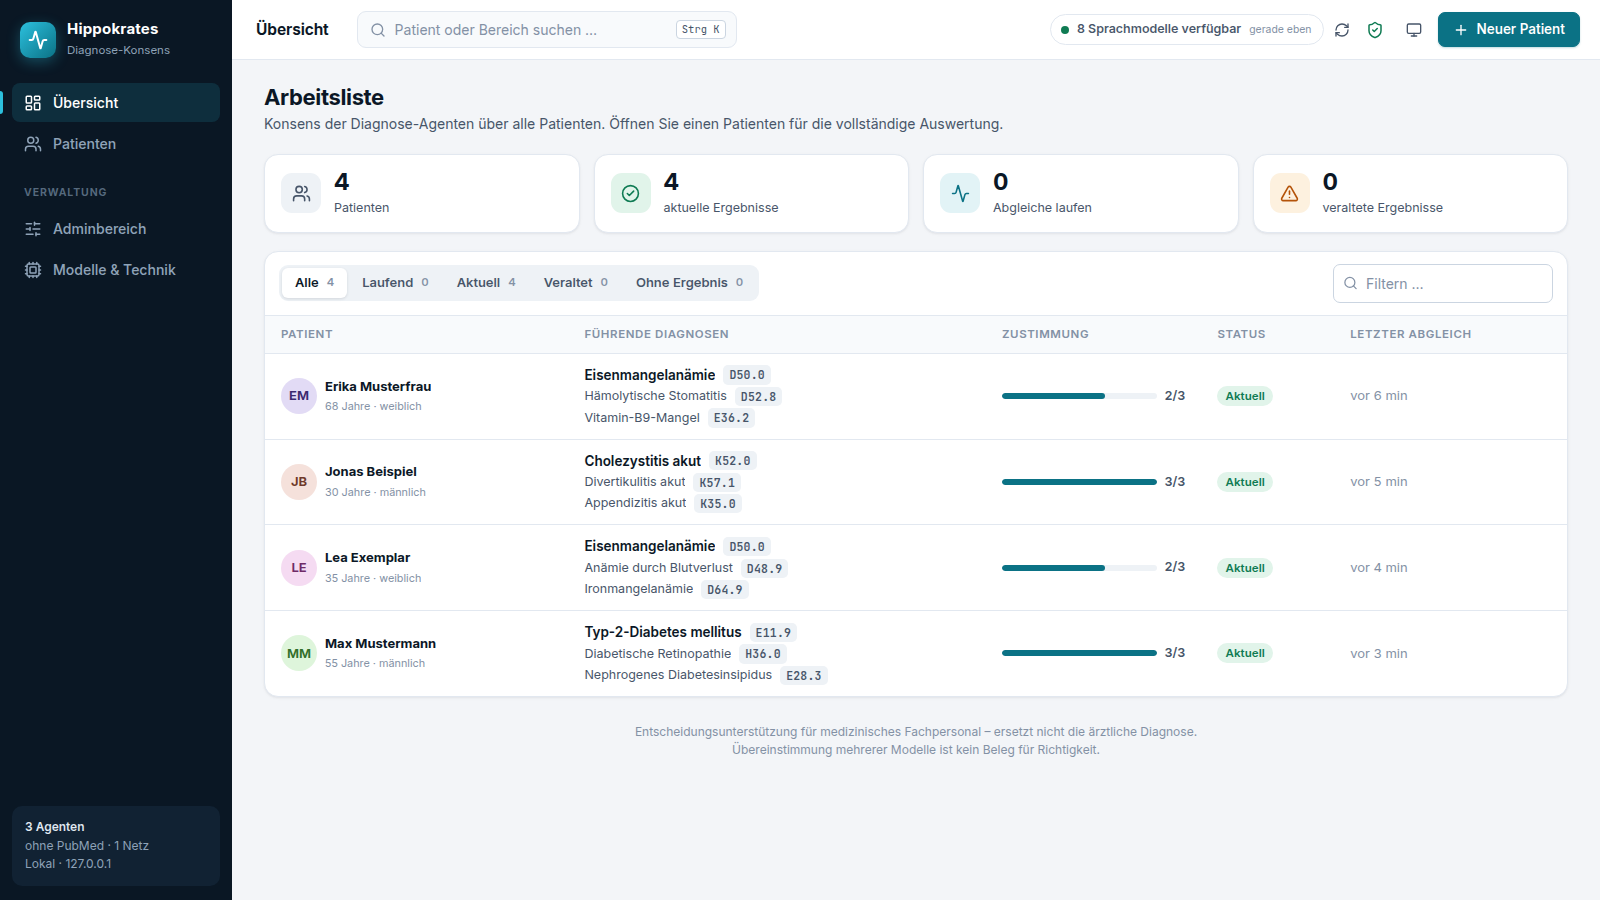 Hippokrates
Diagnose-Konsens
Übersicht
Patienten
VERWALTUNG
Adminbereich
Modelle & Technik
3 Agenten
ohne PubMed · 1 Netz
Lokal · 127.0.0.1
Übersicht
Patient oder Bereich suchen ...
Strg K
8 Sprachmodelle verfügbar gerade eben
Neuer Patient
Arbeitsliste
Konsens der Diagnose-Agenten über alle Patienten. Öffnen Sie einen Patienten für die vollständige Auswertung.
4
Patienten
4
aktuelle Ergebnisse
0
Abgleiche laufen
0
veraltete Ergebnisse
Alle 4 Laufend 0 Aktuell 4 Veraltet 0 Ohne Ergebnis 0
Filtern ...
PATIENT FÜHRENDE DIAGNOSEN ZUSTIMMUNG STATUS LETZTER ABGLEICH
EM
Erika Musterfrau
68 Jahre · weiblich
Eisenmangelanämie D50.0
Hämolytische Stomatitis D52.8
Vitamin-B9-Mangel E36.2
2/3
Aktuell
vor 6 min
JB
Jonas Beispiel
30 Jahre · männlich
Cholezystitis akut K52.0
Divertikulitis akut K57.1
Appendizitis akut K35.0
3/3
Aktuell
vor 5 min
LE
Lea Exemplar
35 Jahre · weiblich
Eisenmangelanämie D50.0
Anämie durch Blutverlust D48.9
Ironmangelanämie D64.9
2/3
Aktuell
vor 4 min
MM
Max Mustermann
55 Jahre · männlich
Typ-2-Diabetes mellitus E11.9
Diabetische Retinopathie H36.0
Nephrogenes Diabetesinsipidus E28.3
3/3
Aktuell
vor 3 min
Entscheidungsunterstützung für medizinisches Fachpersonal – ersetzt nicht die ärztliche Diagnose.
Übereinstimmung mehrerer Modelle ist kein Beleg für Richtigkeit.